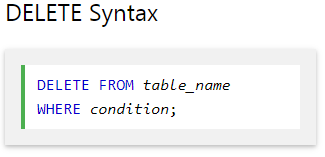 DELETE Syntax
DELETE FROM table_name
WHERE condition;